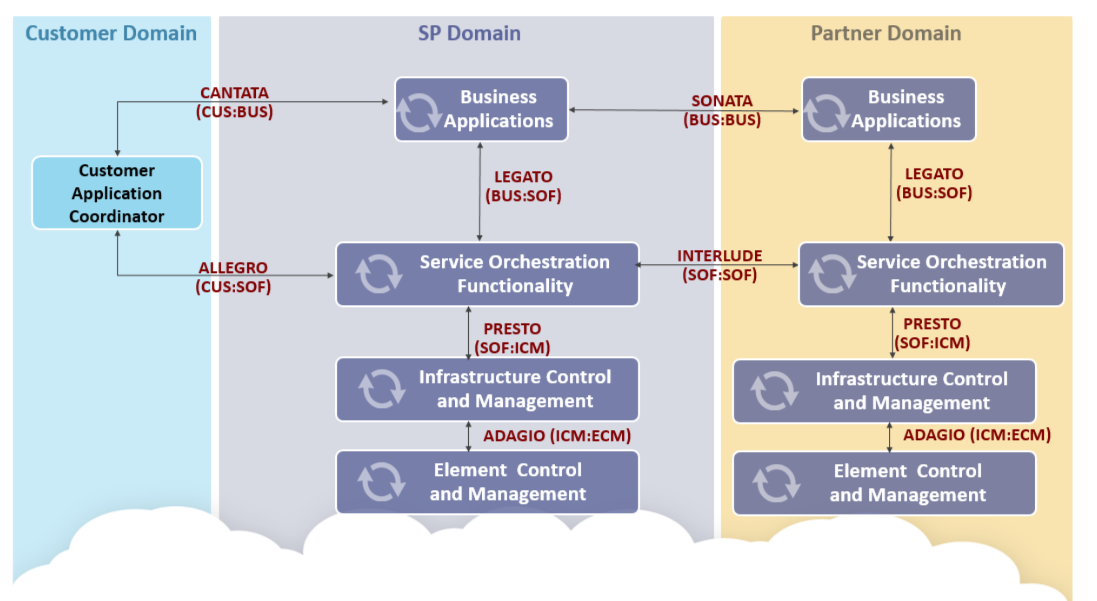 Customer Domain
SP Domain
Partner Domain
CANTATA
(CUS:BUS)
Business
Applications
SONATA
(BUS:BUS)
Business
Applications
Customer
Application
Coordinator
LEGATO
(BUS:SOF)
LEGATO
(BUS:SOF)
ALLEGRO
(CUS:SOF)
Service Orchestration
Functionality
INTERLUDE
(SOF:SOF)
Service Orchestration
Functionality
PRESTO
(SOF:ICM)
PRESTO
(SOF:ICM)
Infrastructure Control
and Management
Infrastructure Control
and Management
ADAGIO (ICM:ECM)
ADAGIO (ICM:ECM)
Element Control
and Management
Element Control
and Management